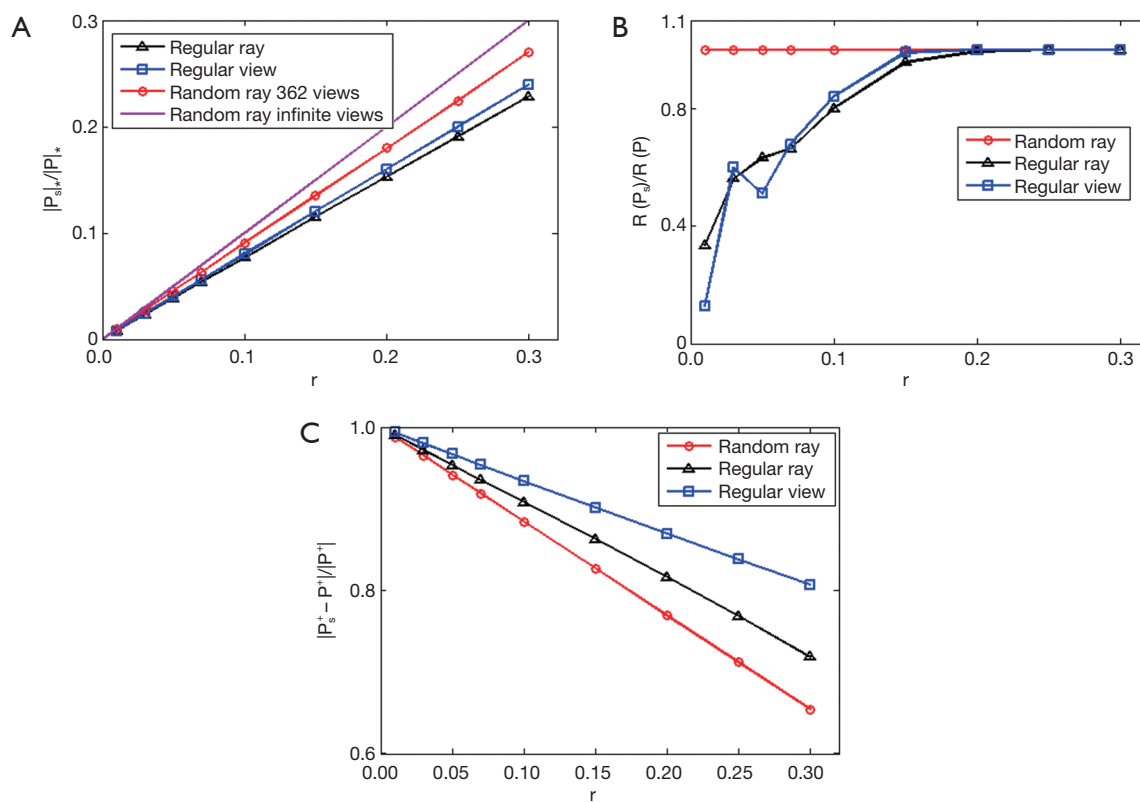 A
|Pₛ|*/|P|*
0.3
0.2
0.1
0
Regular ray
Regular view
Random ray 362 views
Random ray infinite views
0.0 0.1 0.2 0.3
r
B
R (Pₛ)/R (P)
1.1
0.8
0.4
0
Random ray
Regular ray
Regular view
0.0 0.1 0.2 0.3
r
C
|Pₛ⁺ – P⁺|/|P⁺|
1.0
0.8
0.6
Random ray
Regular ray
Regular view
0.00 0.05 0.10 0.15 0.20 0.25 0.30
r